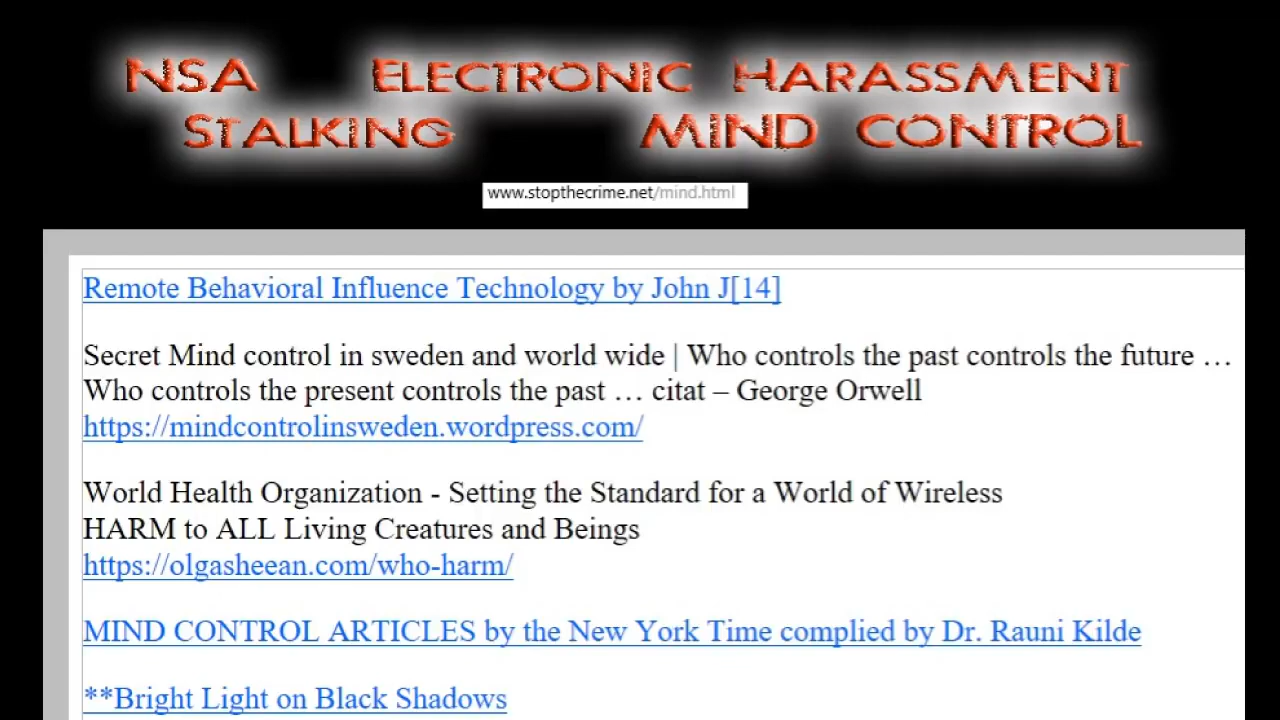 NSA ELECTRONIC HARASSMENT
STALKING MIND CONTROL
www.stopthecrime.net/mind.html
Remote Behavioral Influence Technology by John J[14]
Secret Mind control in sweden and world wide | Who controls the past controls the future …
Who controls the present controls the past … citat – George Orwell
https://mindcontrolinsweden.wordpress.com/
World Health Organization - Setting the Standard for a World of Wireless
HARM to ALL Living Creatures and Beings
https://olgasheean.com/who-harm/
MIND CONTROL ARTICLES by the New York Time complied by Dr. Rauni Kilde
**Bright Light on Black Shadows